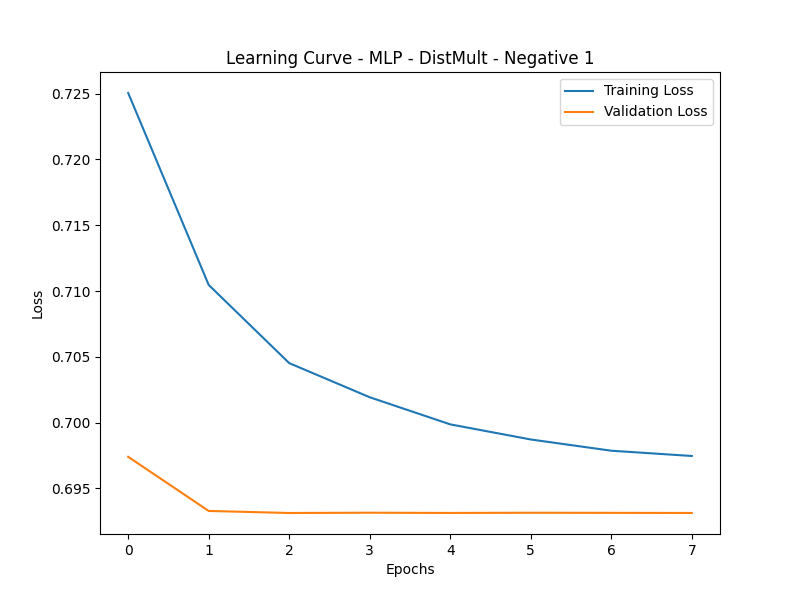 Learning Curve - MLP - DistMult - Negative 1
Training Loss
Validation Loss
0.725
0.720
0.715
0.710
0.705
0.700
0.695
Loss
0 1 2 3 4 5 6 7
Epochs